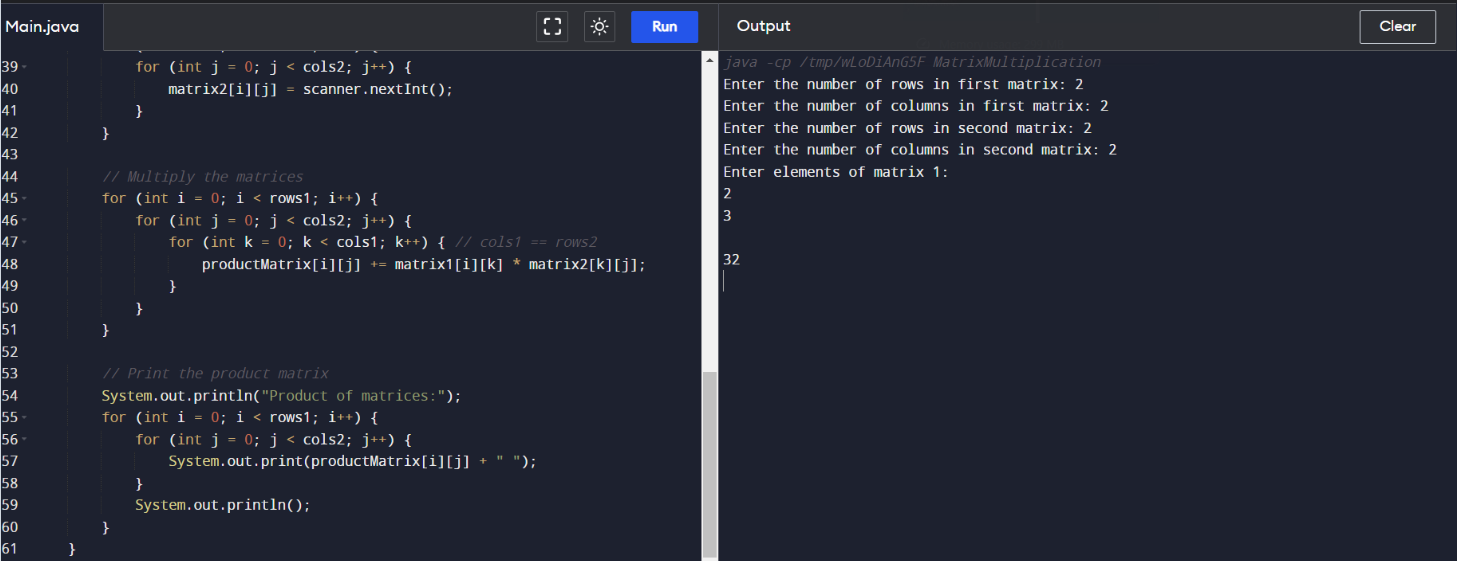 Main.java
Run
39 for (int j = 0; j < cols2; j++) {
40 matrix2[i][j] = scanner.nextInt();
41 }
42 }
43
44 // Multiply the matrices
45 for (int i = 0; i < rows1; i++) {
46 for (int j = 0; j < cols2; j++) {
47 for (int k = 0; k < cols1; k++) { // cols1 == rows2
48 productMatrix[i][j] += matrix1[i][k] * matrix2[k][j];
49 }
50 }
51 }
52
53 // Print the product matrix
54 System.out.println("Product of matrices:");
55 for (int i = 0; i < rows1; i++) {
56 for (int j = 0; j < cols2; j++) {
57 System.out.print(productMatrix[i][j] + " ");
58 }
59 System.out.println();
60 }
61 }
Output
Clear
java -cp /tmp/wLoDiAnG5F MatrixMultiplication
Enter the number of rows in first matrix: 2
Enter the number of columns in first matrix: 2
Enter the number of rows in second matrix: 2
Enter the number of columns in second matrix: 2
Enter elements of matrix 1:
2
3
32